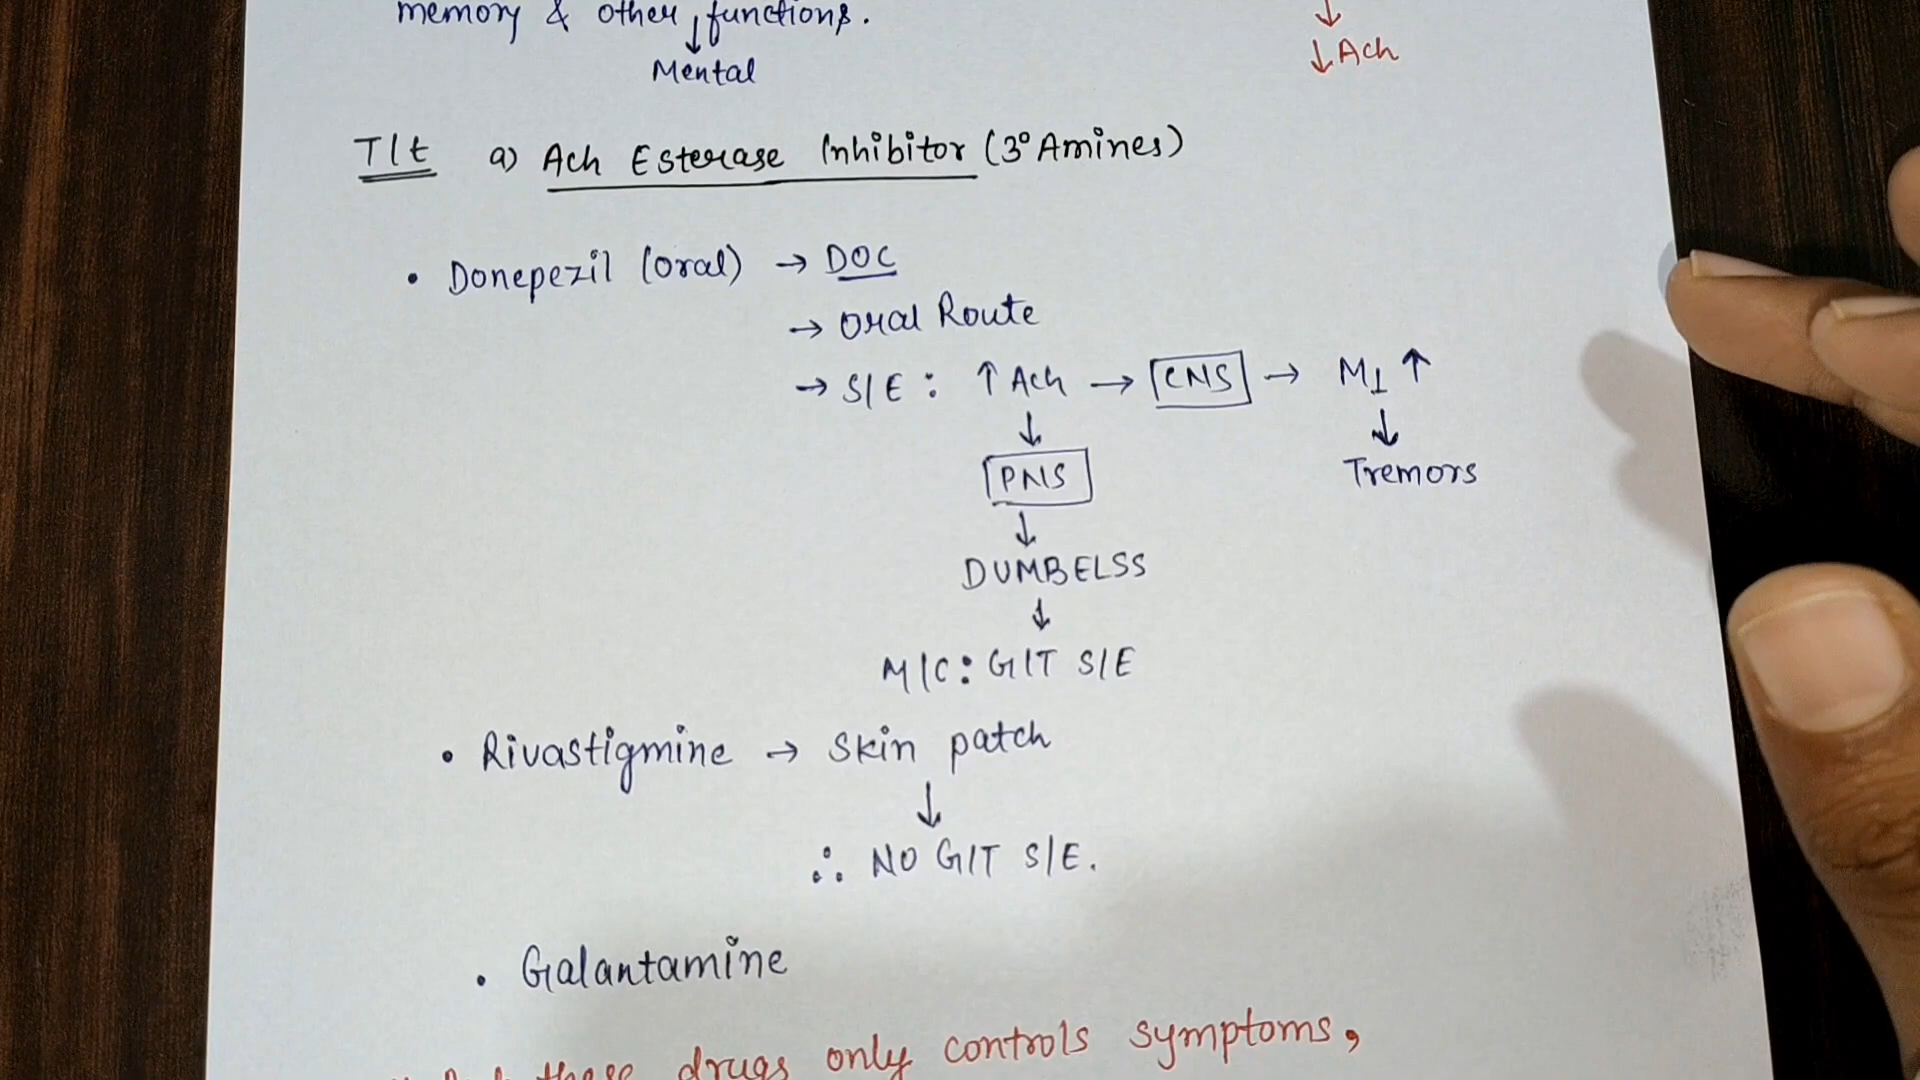 memory & other functions.
↓
Mental
↓
↓ Ach
T/t a) Ach Esterase Inhibitor (3° Amines)
• Donepezil (oral) → DOC
→ Oral Route
→ S/E : ↑ Ach → CNS → M1 ↑
↓ ↓
PNS Tremors
↓
DUMBELSS
↓
M/C : GIT S/E
• Rivastigmine → Skin patch
↓
∴ NO GIT S/E.
• Galantamine
these drugs only controls symptoms,